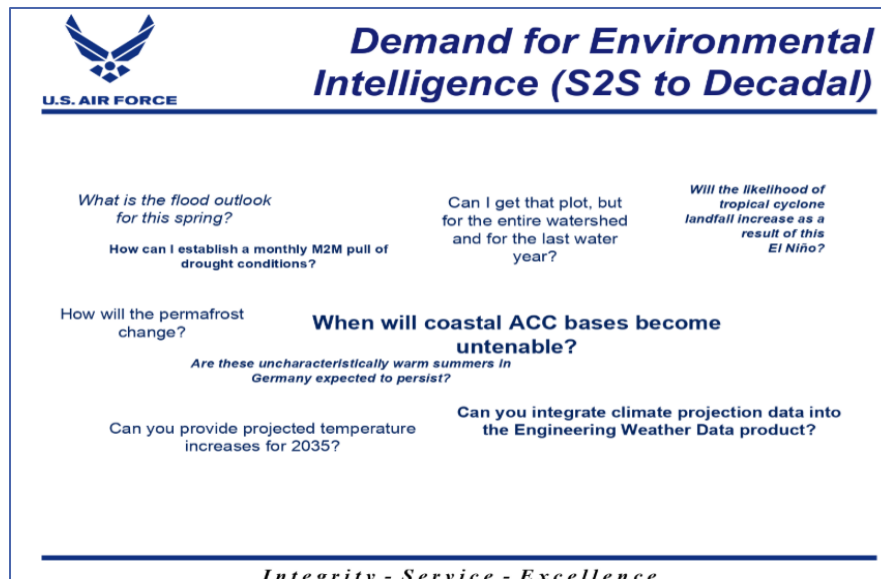 Demand for Environmental
Intelligence (S2S to Decadal)
U.S. AIR FORCE
What is the flood outlook
for this spring?
Can I get that plot, but
for the entire watershed
and for the last water
year?
Will the likelihood of
tropical cyclone
landfall increase as a
result of this
El Niño?
How can I establish a monthly M2M pull of
drought conditions?
How will the permafrost
change?
When will coastal ACC bases become
untenable?
Are these uncharacteristically warm summers in
Germany expected to persist?
Can you provide projected temperature
increases for 2035?
Can you integrate climate projection data into
the Engineering Weather Data product?
Integrity - Service - Excellence